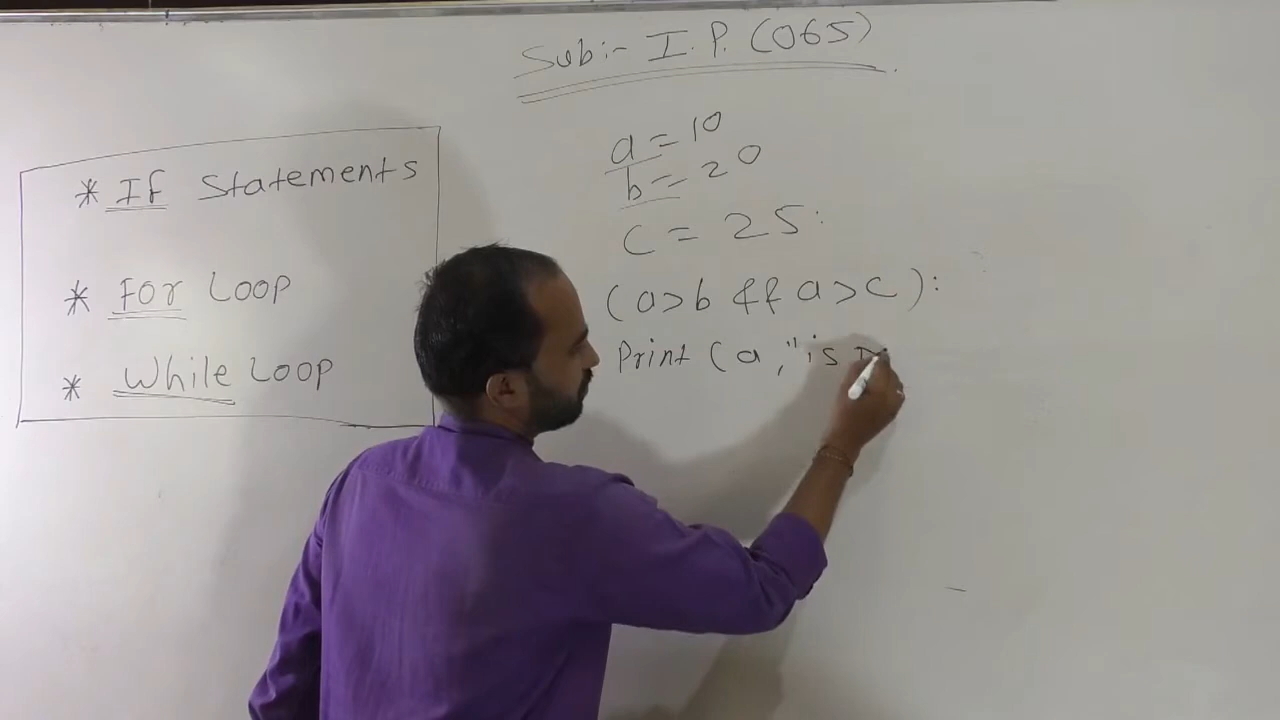 Sub:- I.P. (065)
* If Statements
* For Loop
* While Loop
a = 10
b = 20
c = 25
(a>b && a>c):
Print (a, "is